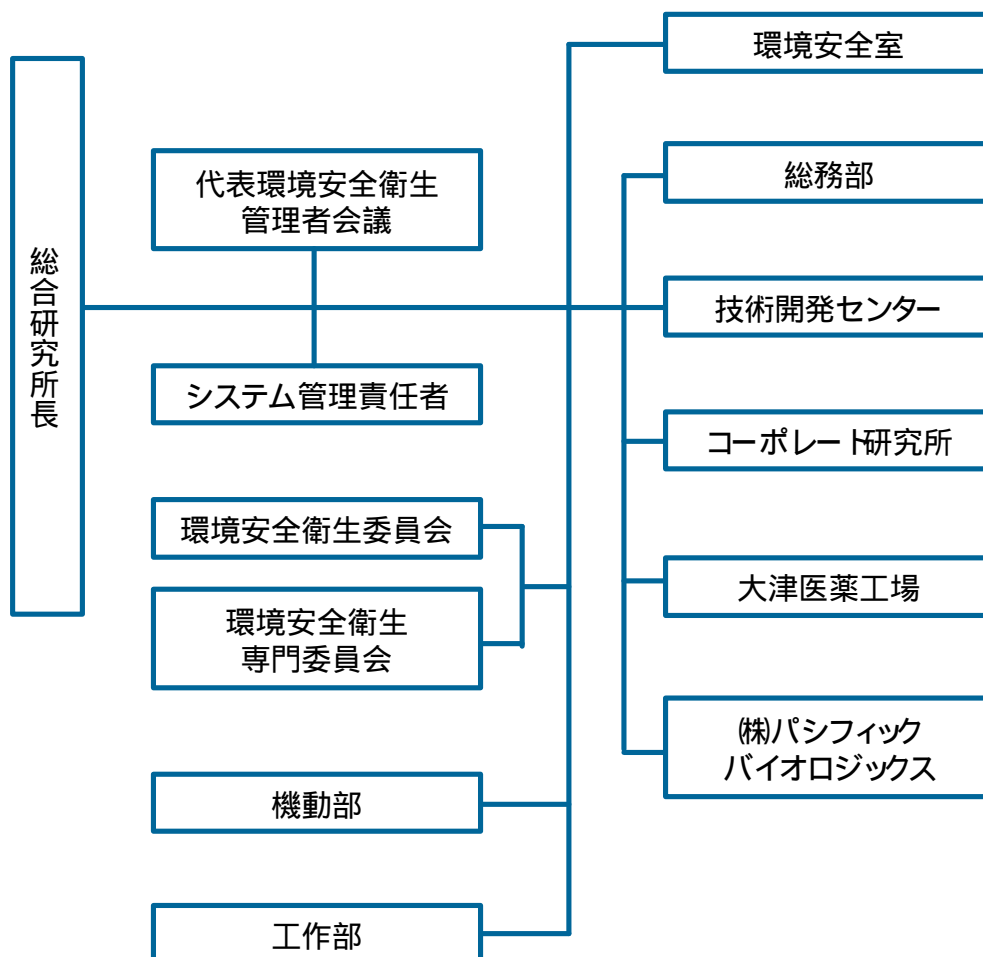 総合研究所長
代表環境安全衛生
管理者会議
システム管理責任者
環境安全衛生委員会
環境安全衛生
専門委員会
機動部
工作部
環境安全室
総務部
技術開発センター
コーポレート研究所
大津医薬工場
㈱パシフィック
バイオロジックス